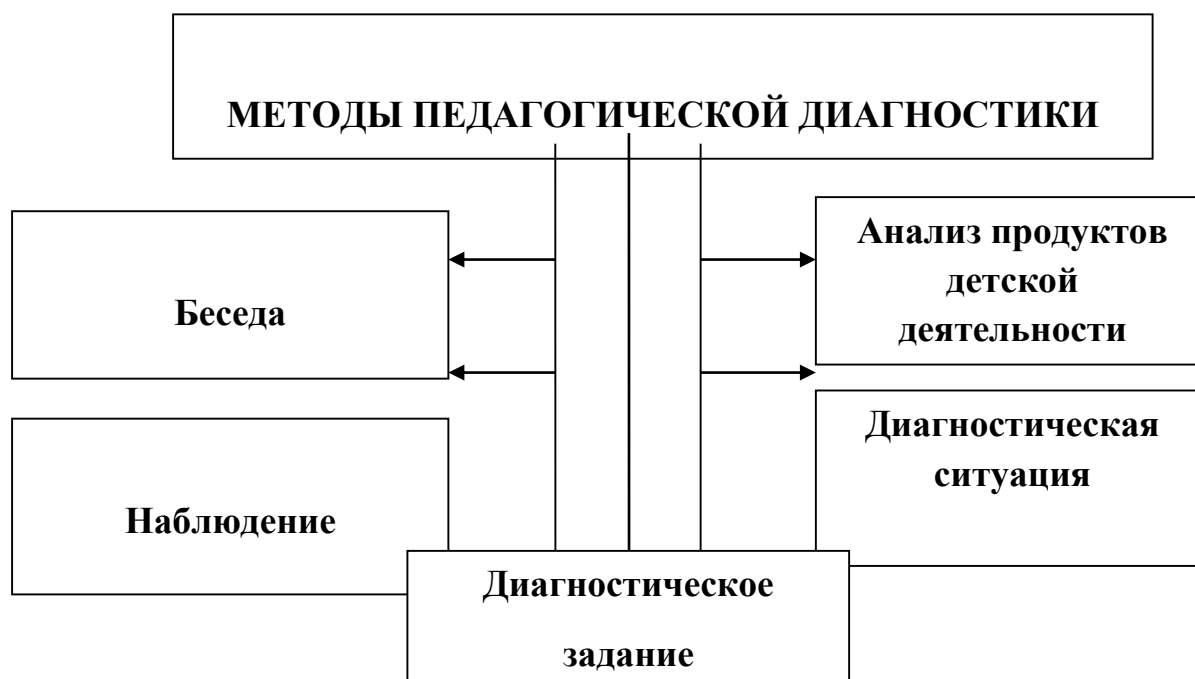 МЕТОДЫ ПЕДАГОГИЧЕСКОЙ ДИАГНОСТИКИ
Беседа
Анализ продуктов
детской
деятельности
Наблюдение
Диагностическая
ситуация
Диагностическое
задание